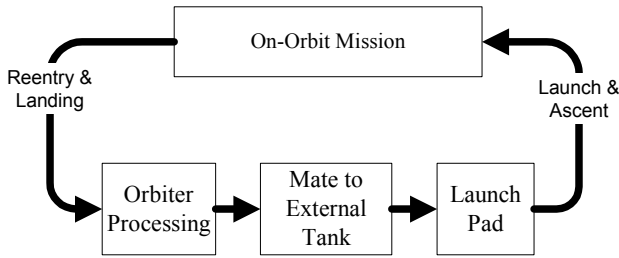 On-Orbit Mission
Reentry &
Landing
Launch &
Ascent
Orbiter
Processing
Mate to
External
Tank
Launch
Pad